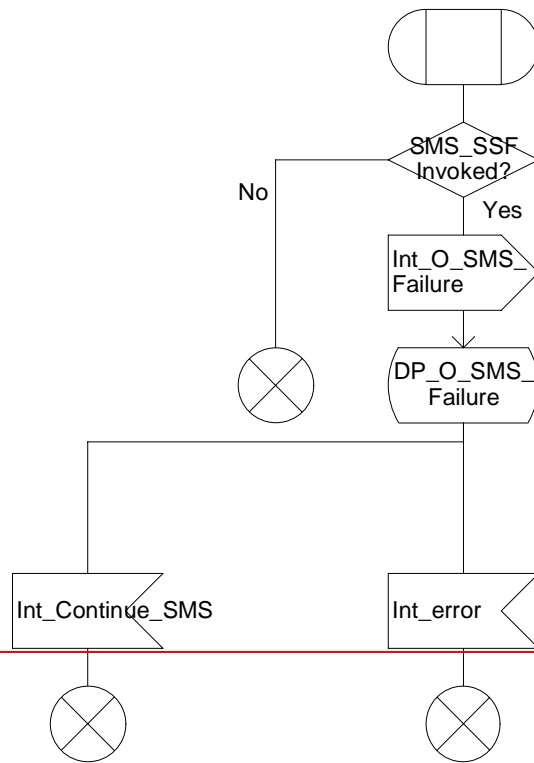 SMS_SSF
Invoked?
No
Yes
Int_O_SMS_
Failure
DP_O_SMS_
Failure
Int_Continue_SMS
Int_error